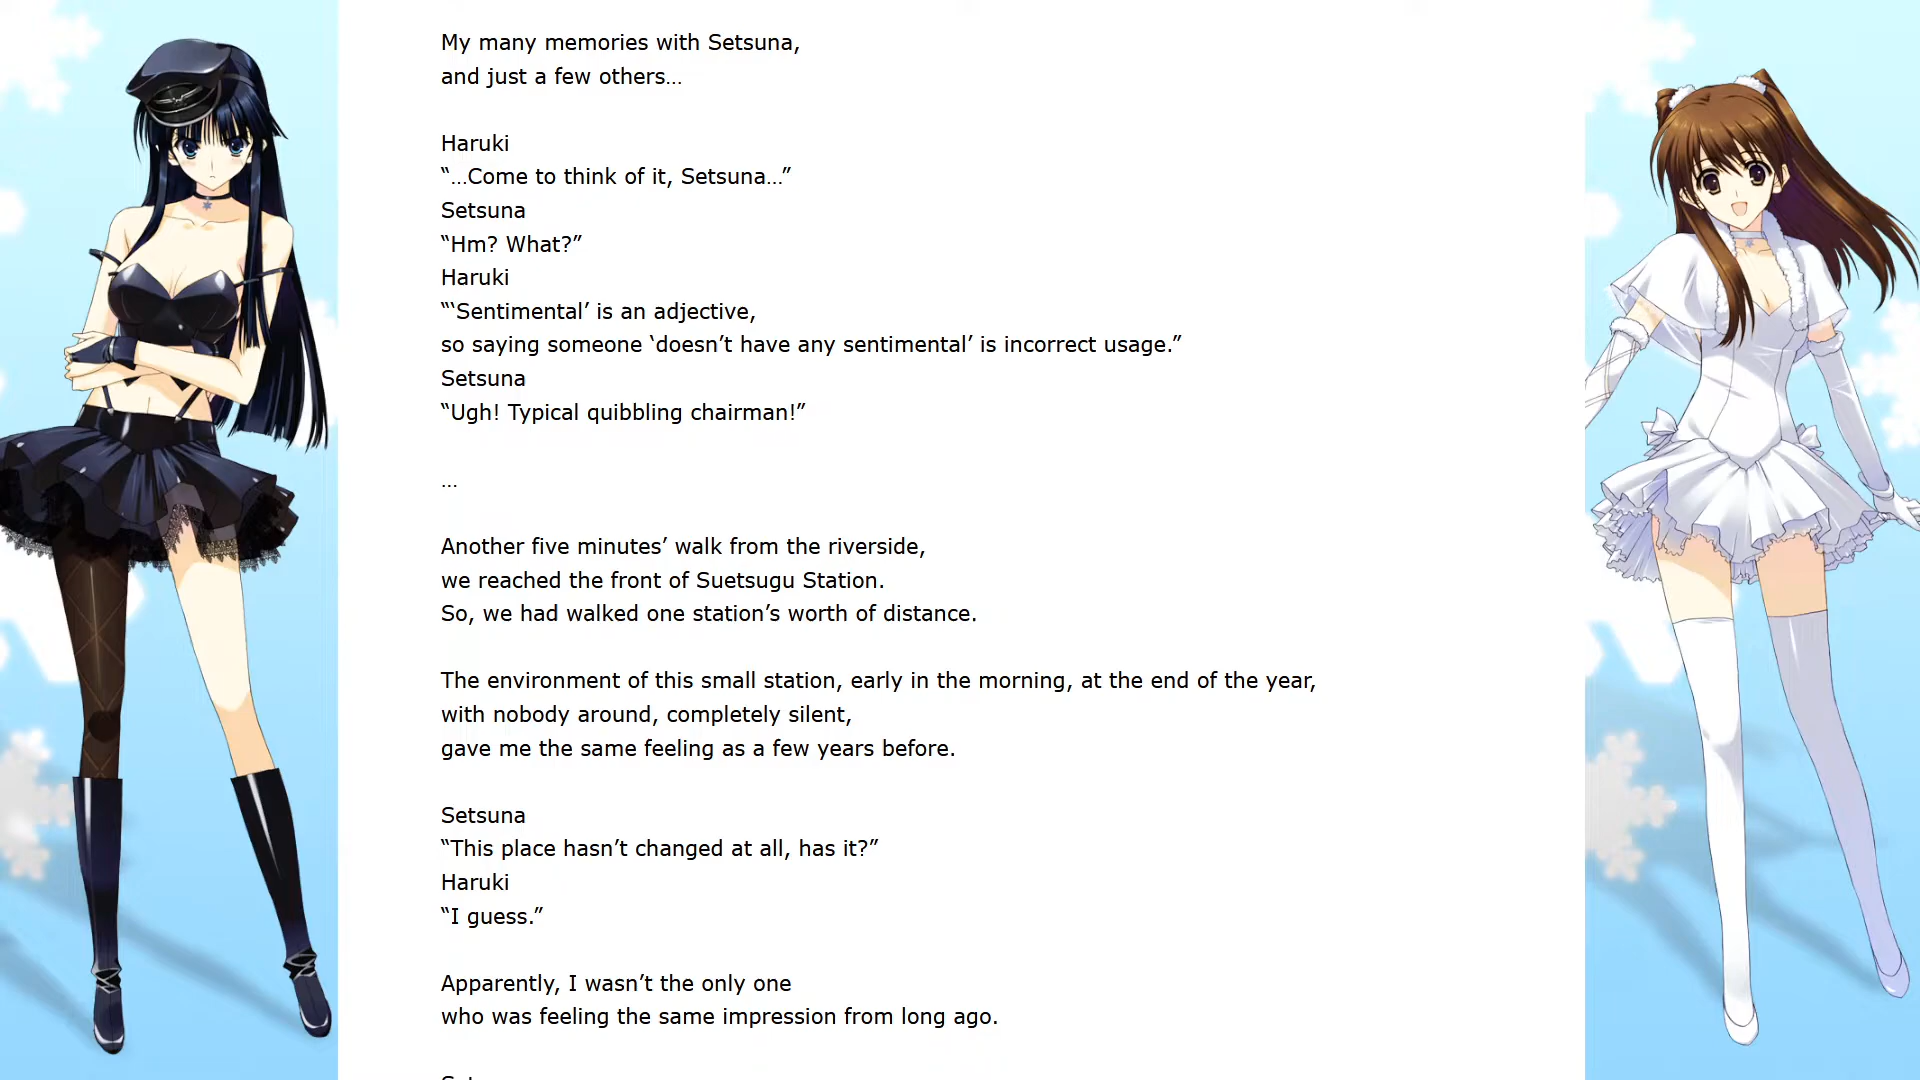 My many memories with Setsuna,
and just a few others…
Haruki
“…Come to think of it, Setsuna…”
Setsuna
“Hm? What?”
Haruki
“‘Sentimental’ is an adjective,
so saying someone ‘doesn’t have any sentimental’ is incorrect usage.”
Setsuna
“Ugh! Typical quibbling chairman!”
…
Another five minutes’ walk from the riverside,
we reached the front of Suetsugu Station.
So, we had walked one station’s worth of distance.
The environment of this small station, early in the morning, at the end of the year,
with nobody around, completely silent,
gave me the same feeling as a few years before.
Setsuna
“This place hasn’t changed at all, has it?”
Haruki
“I guess.”
Apparently, I wasn’t the only one
who was feeling the same impression from long ago.